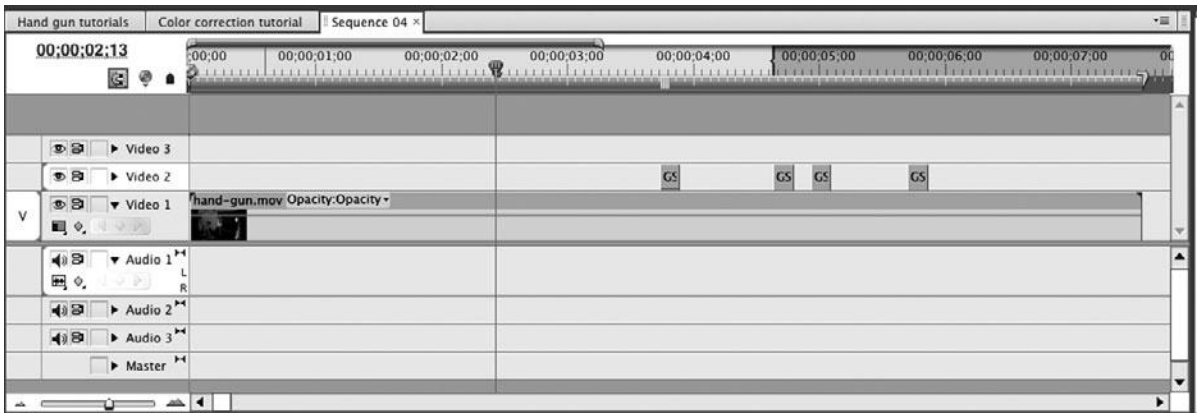 Hand gun tutorials Color correction tutorial Sequence 04 ×
00;00;02;13
;00;00 00;00;01;00 00;00;02;00 00;00;03;00 00;00;04;00 00;00;05;00 00;00;06;00 00;00;07;00 00
Video 3
Video 2 GS GS GS GS
V Video 1 hand-gun.mov Opacity:Opacity
Audio 1
L
R
Audio 2
Audio 3
Master